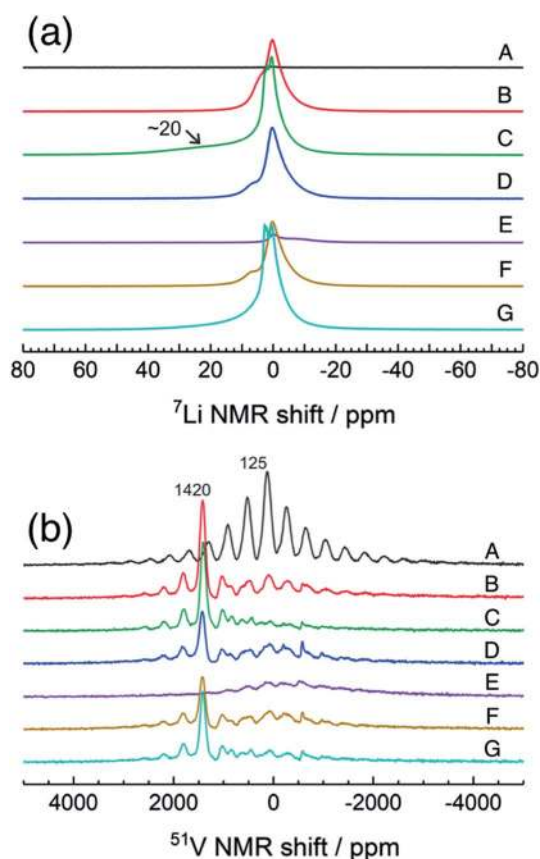 (a)
A
B
~20
C
D
E
F
G
80 60 40 20 0 -20 -40 -60 -80
⁷Li NMR shift / ppm
125
1420
(b)
A
B
C
D
E
F
G
4000 2000 0 -2000 -4000
⁵¹V NMR shift / ppm